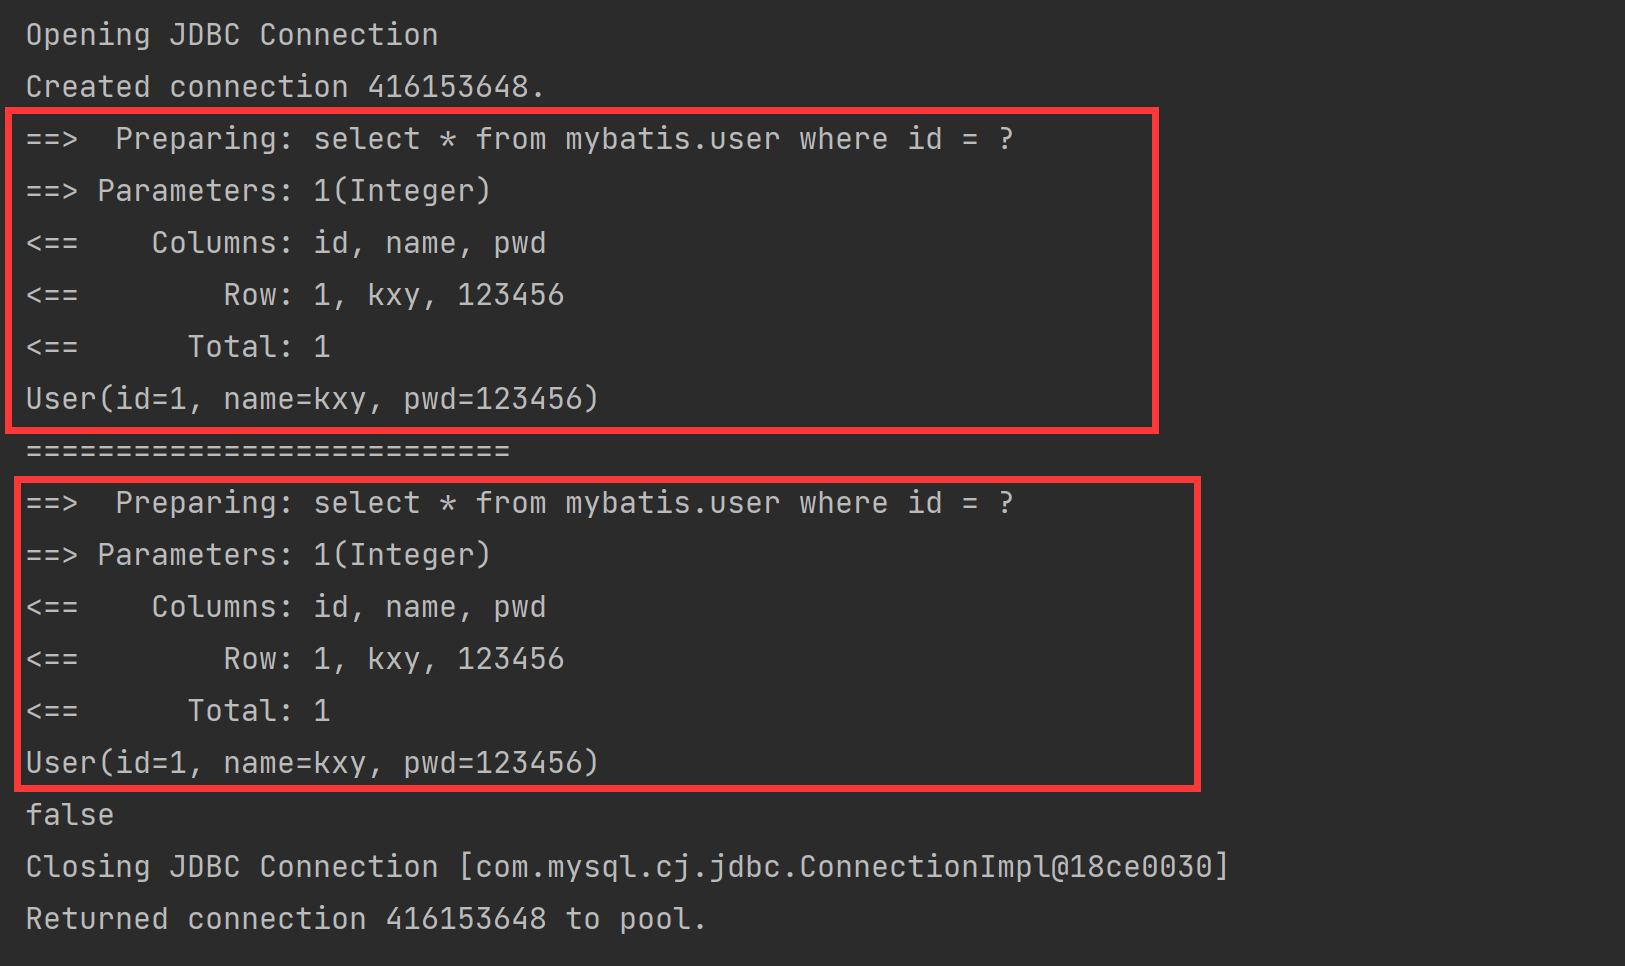 Opening JDBC Connection
Created connection 416153648.
==>  Preparing: select * from mybatis.user where id = ?
==> Parameters: 1(Integer)
<==    Columns: id, name, pwd
<==        Row: 1, kxy, 123456
<==      Total: 1
User(id=1, name=kxy, pwd=123456)
===========================
==>  Preparing: select * from mybatis.user where id = ?
==> Parameters: 1(Integer)
<==    Columns: id, name, pwd
<==        Row: 1, kxy, 123456
<==      Total: 1
User(id=1, name=kxy, pwd=123456)
false
Closing JDBC Connection [com.mysql.cj.jdbc.ConnectionImpl@18ce0030]
Returned connection 416153648 to pool.